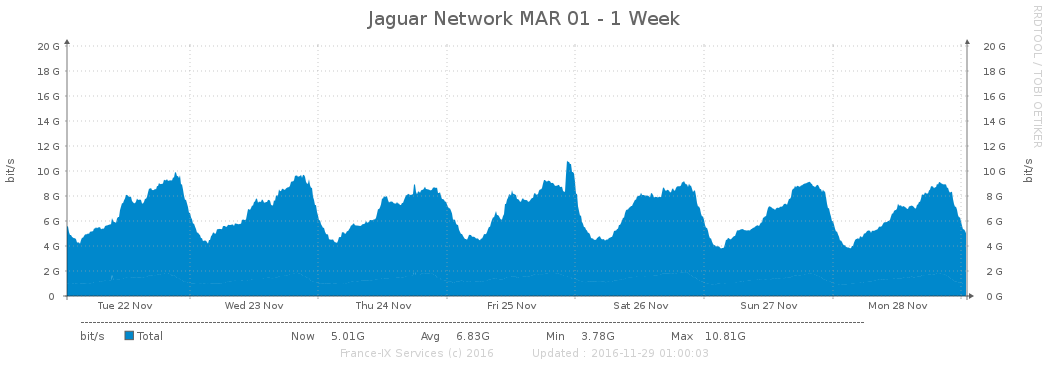 Jaguar Network MAR 01 - 1 Week
RRDTOOL / TOBI OETIKER
bit/s
20 G 20 G
18 G 18 G
16 G 16 G
14 G 14 G
12 G 12 G
10 G 10 G
8 G 8 G
6 G 6 G
4 G 4 G
2 G 2 G
0 0 G
bit/s
Tue 22 Nov Wed 23 Nov Thu 24 Nov Fri 25 Nov Sat 26 Nov Sun 27 Nov Mon 28 Nov
bit/s Total Now 5.01G Avg 6.83G Min 3.78G Max 10.81G
France-IX Services (c) 2016 Updated : 2016-11-29 01:00:03